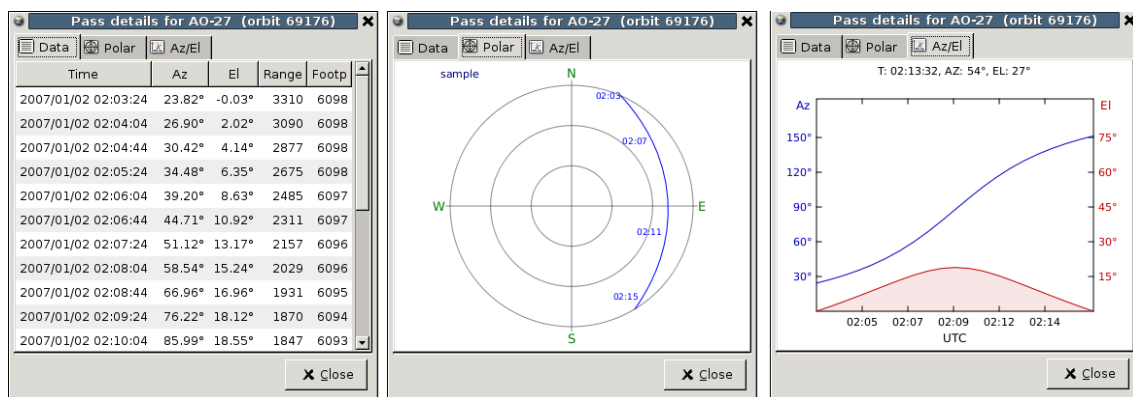 Pass details for AO-27 (orbit 69176)
Data Polar Az/El
Time Az El Range Footp
2007/01/02 02:03:24 23.82° -0.03° 3310 6098
2007/01/02 02:04:04 26.90° 2.02° 3090 6098
2007/01/02 02:04:44 30.42° 4.14° 2877 6098
2007/01/02 02:05:24 34.48° 6.35° 2675 6098
2007/01/02 02:06:04 39.20° 8.63° 2485 6097
2007/01/02 02:06:44 44.71° 10.92° 2311 6097
2007/01/02 02:07:24 51.12° 13.17° 2157 6096
2007/01/02 02:08:04 58.54° 15.24° 2029 6096
2007/01/02 02:08:44 66.96° 16.96° 1931 6095
2007/01/02 02:09:24 76.22° 18.12° 1870 6094
2007/01/02 02:10:04 85.99° 18.55° 1847 6093
Close
Pass details for AO-27 (orbit 69176)
Data Polar Az/El
sample
N
02:03
02:07
W E
02:11
02:15
S
Close
Pass details for AO-27 (orbit 69176)
Data Polar Az/El
T: 02:13:32, AZ: 54°, EL: 27°
Az El
150° 75°
120° 60°
90° 45°
60° 30°
30° 15°
02:05 02:07 02:09 02:12 02:14
UTC
Close